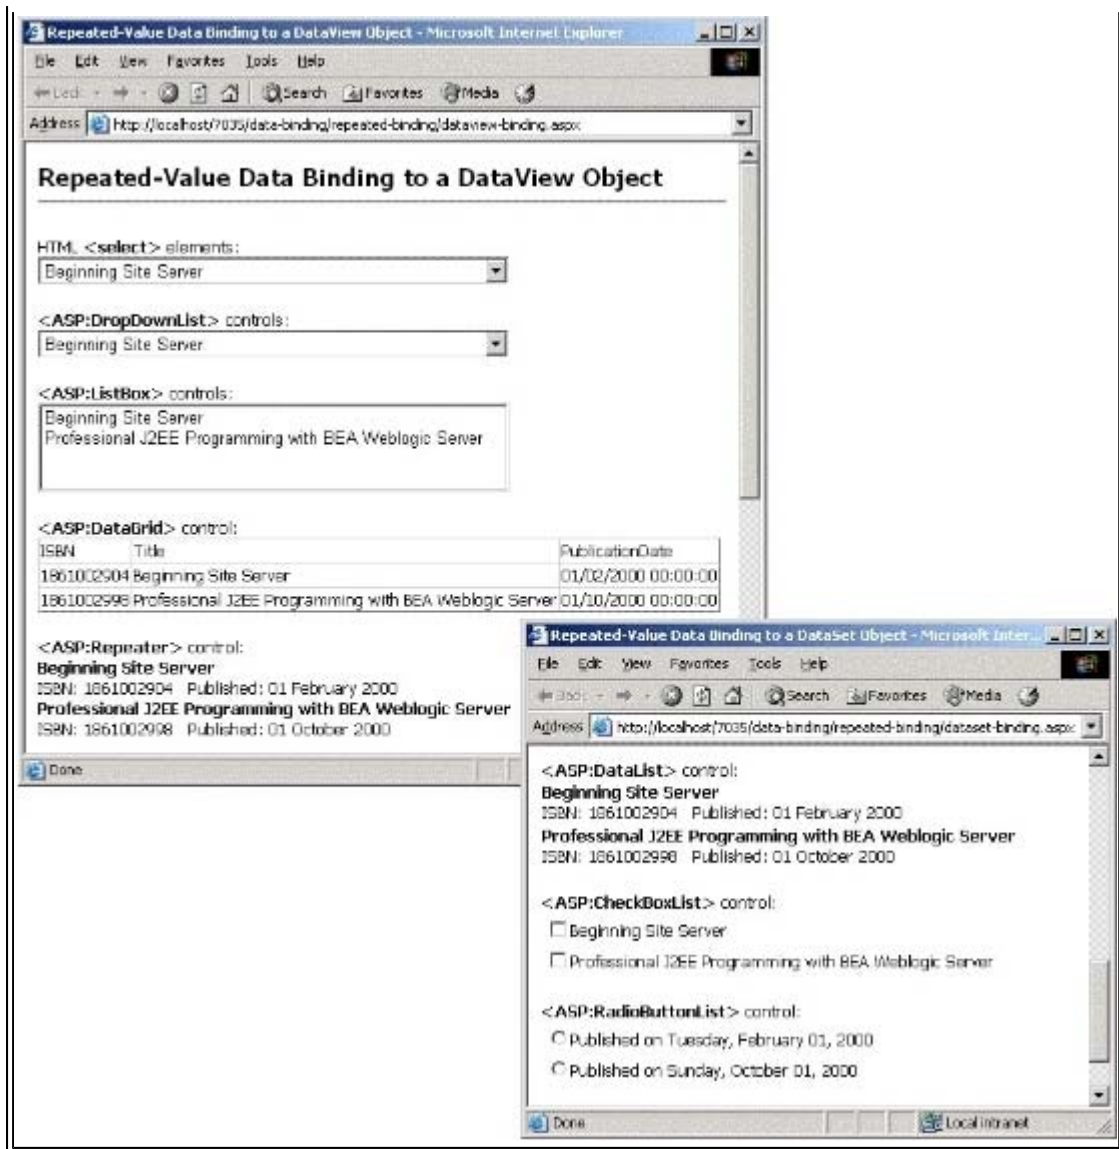 Repeated-Value Data Binding to a DataView Object - Microsoft Internet Explorer
File Edit View Favorites Tools Help
Back Search Favorites Media
Address http://localhost/7035/data-binding/repeated-binding/dataview-binding.aspx
Repeated-Value Data Binding to a DataView Object
HTML <select> elements:
Beginning Site Server
<ASP:DropDownList> controls:
Beginning Site Server
<ASP:ListBox> controls:
Beginning Site Server
Professional J2EE Programming with BEA Weblogic Server
<ASP:DataGrid> control:
ISBN Title PublicationDate
1861002904 Beginning Site Server 01/02/2000 00:00:00
1861002998 Professional J2EE Programming with BEA Weblogic Server 01/10/2000 00:00:00
<ASP:Repeater> control:
Beginning Site Server
ISBN: 1861002904 Published: 01 February 2000
Professional J2EE Programming with BEA Weblogic Server
ISBN: 1861002998 Published: 01 October 2000
Done
Repeated-Value Data Binding to a DataSet Object - Microsoft Inter...
File Edit View Favorites Tools Help
Back Search Favorites Media
Address http://localhost/7035/data-binding/repeated-binding/dataset-binding.aspx
<ASP:DataList> control:
Beginning Site Server
ISBN: 1861002904 Published: 01 February 2000
Professional J2EE Programming with BEA Weblogic Server
ISBN: 1861002998 Published: 01 October 2000
<ASP:CheckBoxList> control:
Beginning Site Server
Professional J2EE Programming with BEA Weblogic Server
<ASP:RadioButtonList> control:
Published on Tuesday, February 01, 2000
Published on Sunday, October 01, 2000
Done Local intranet